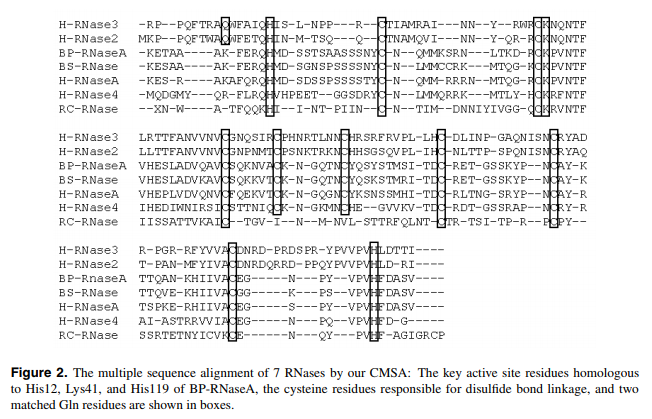 H-RNase3 -RP--PQFTRAQWFAIQHIS-L-NPP---R--CTIAMRAI---NN--Y--RWRCKNQNTF
H-RNase2 MKP--PQFTWAQWFETQHIN-M-TSQ---Q--CTNAMQVI---NN--Y-QR-RCKNQNTF
BP-RNaseA -KETAA----AK-FERQHMD-SSTSAASSSNYC-N--QMMKSRN---LTKD-RCKPVNTF
BS-RNase -KESAA----AK-FERQHMD-SGNSPSSSSNYC-N--LMMCCRK---MTQG-KCKPVNTF
H-RNaseA -KES-R----AKAFQRQHMD-SDSSPSSSSTYC-N--QMM-RRRN--MTQG-RCKPVNTF
H-RNase4 -MQDGMY---QR-FLRQHVHPEET--GGSDRYC-N--LMMQRRK---MTLY-HCKRFNTF
RC-RNase --XN-W----A-TFQQKHI--I-NT-PIIN--C-N---TIM--DNNIYIVGG-QCKRVNTF
H-RNase3 LRTTFANVVNVCGNQSIRCPHNRTLNNCHRSRFRVPL-LHC-DLINP-GAQNISNCRYAD
H-RNase2 LLTTFANVVNVCGNPNMTCPSNKTRKNCHHSGSQVPL-IHC-NLTTP-SPQNISNCRYAQ
BP-RNaseA VHESLADVQAVCSQKNVACK-N-GQTNCYQSYSTMSI-TDC-RET-GSSKYP--NCAY-K
BS-RNase VHESLADVKAVCSQKKVTCK-N-GQTNCYQSKSTMRI-TDC-RET-GSSKYP--NCAY-K
H-RNaseA VHEPLVDVQNVCFQEKVTCK-N-GQGNCYKSNSSMHI-TDC-RLTNG-SRYP--NCAY-R
H-RNase4 IHEDIWNIRSICSTTNIQCK-N-GKMNCHE--GVVKV-TDC-RDT-GSSRAP--NCRY-R
RC-RNase IISSATTVKAIC--TGV-I---N--MNVL-STTRFQLNT-CTR-TSI-TP-R--PCPY--
H-RNase3 R-PGR-RFYVVACDNRD-PRDSPR-YPVVPVHLDTTI----
H-RNase2 T-PAN-MFYIVACDNRDQRRD-PPQYPVVPVHLD-RI----
BP-RnaseA TTQAN-KHIIVACEG-----N---PY--VPVHFDASV----
BS-RNase TTQVE-KHIIVACGG-----K---PS--VPVHFDASV----
H-RNaseA TSPKE-RHIIVACEG-----S---PY--VPVHFDASV----
H-RNase4 AI-ASTRRVVIACEG-----N---PQ--VPVHFD-G-----
RC-RNase SSRTETNYICVKCE------N---QY---PVHF-AGIGRCP
Figure 2. The multiple sequence alignment of 7 RNases by our CMSA: The key active site residues homologous
to His12, Lys41, and His119 of BP-RNaseA, the cysteine residues responsible for disulfide bond linkage, and two
matched Gln residues are shown in boxes.